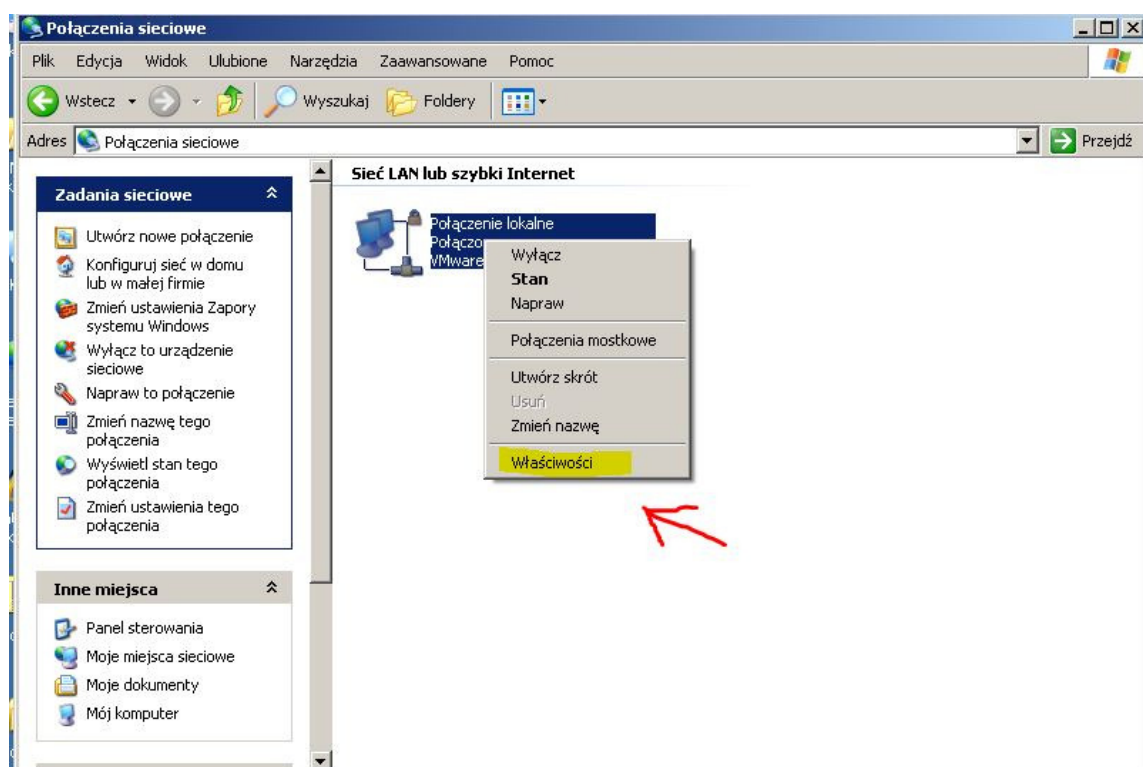 Połączenia sieciowe
Plik Edycja Widok Ulubione Narzędzia Zaawansowane Pomoc
Wstecz Wyszukaj Foldery
Adres Połączenia sieciowe Przejdź
Zadania sieciowe
Utwórz nowe połączenie
Konfiguruj sieć w domu
lub w małej firmie
Zmień ustawienia Zapory
systemu Windows
Wyłącz to urządzenie
sieciowe
Napraw to połączenie
Zmień nazwę tego
połączenia
Wyświetl stan tego
połączenia
Zmień ustawienia tego
połączenia
Inne miejsca
Panel sterowania
Moje miejsca sieciowe
Moje dokumenty
Mój komputer
Sieć LAN lub szybki Internet
Połączenie lokalne
Połączo
VMware
Wyłącz
Stan
Napraw
Połączenia mostkowe
Utwórz skrót
Usuń
Zmień nazwę
Właściwości